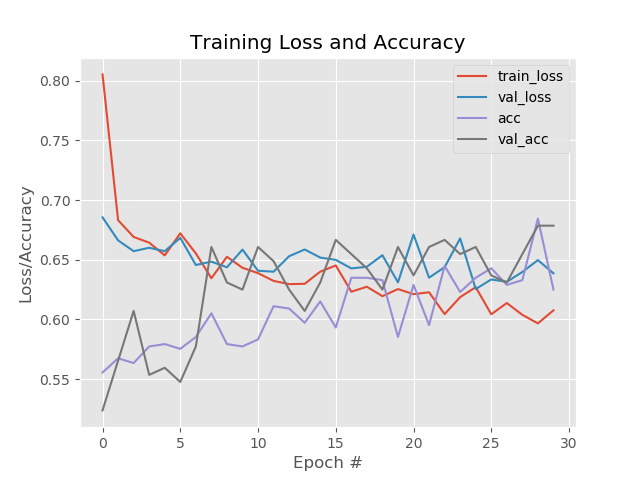 Training Loss and Accuracy
train_loss
val_loss
acc
val_acc
0.80
0.75
0.70
0.65
0.60
0.55
Loss/Accuracy
0 5 10 15 20 25 30
Epoch #